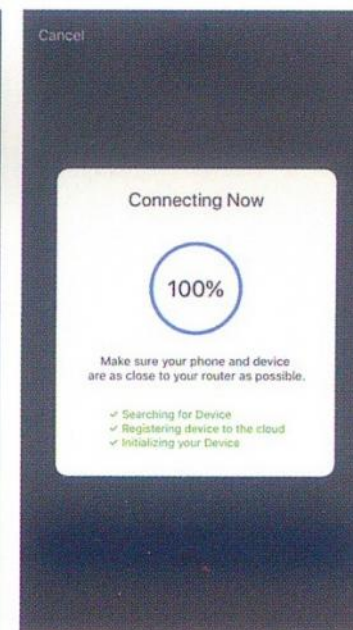 Cancel
Connecting Now
100%
Make sure your phone and device
are as close to your router as possible.
✓ Searching for Device
✓ Registering device to the cloud
✓ Initializing your Device